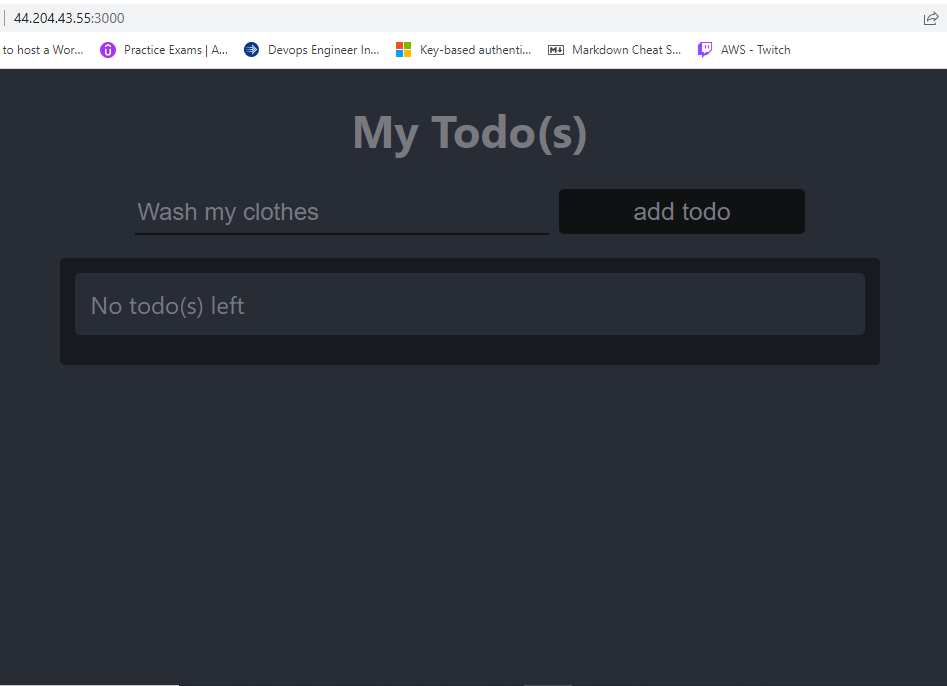 44.204.43.55:3000
to host a Wor... Practice Exams | A... Devops Engineer In... Key-based authenti... Markdown Cheat S... AWS - Twitch
My Todo(s)
Wash my clothes add todo
No todo(s) left